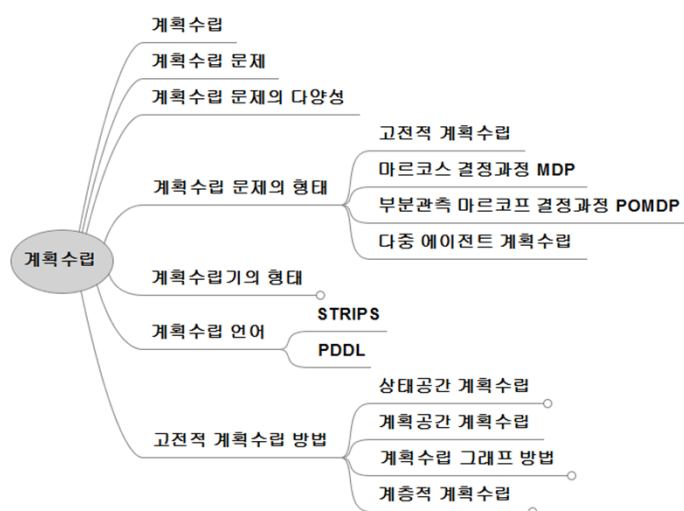 계획수립
계획수립 문제
계획수립 문제의 다양성
고전적 계획수립
마르코스 결정과정 MDP
계획수립 문제의 형태
부분관측 마르코프 결정과정 POMDP
다중 에이전트 계획수립
계획수립
계획수립기의 형태
STRIPS
계획수립 언어
PDDL
상태공간 계획수립
계획공간 계획수립
고전적 계획수립 방법
계획수립 그래프 방법
계층적 계획수립